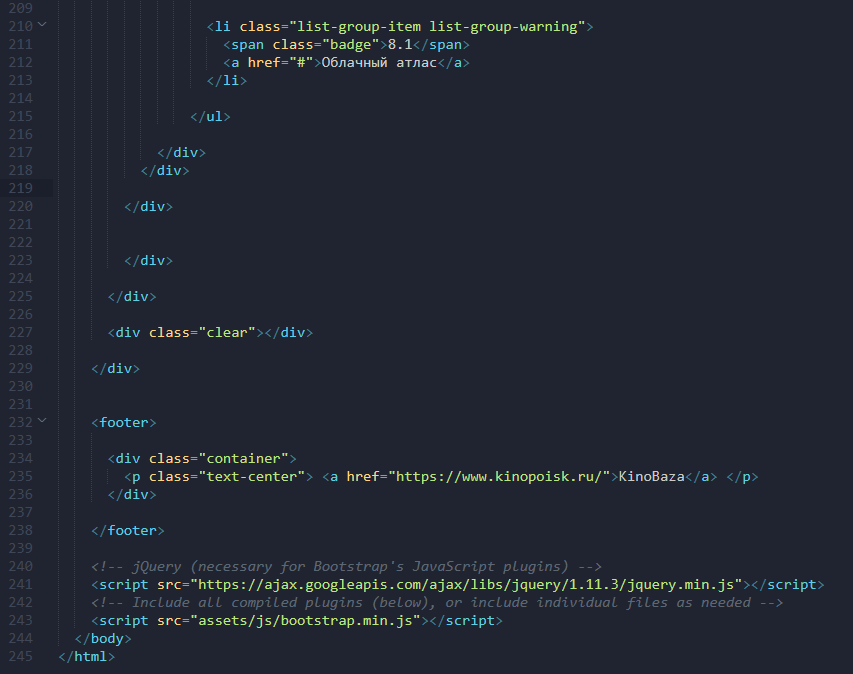 209
210 <li class="list-group-item list-group-warning">
211 <span class="badge">8.1</span>
212 <a href="#">Облачный атлас</a>
213 </li>
214
215 </ul>
216
217 </div>
218 </div>
219
220 </div>
221
222
223 </div>
224
225 </div>
226
227 <div class="clear"></div>
228
229 </div>
230
231
232 <footer>
233
234 <div class="container">
235 <p class="text-center"> <a href="https://www.kinopoisk.ru/">KinoBaza</a> </p>
236 </div>
237
238 </footer>
239
240 <!-- jQuery (necessary for Bootstrap's JavaScript plugins) -->
241 <script src="https://ajax.googleapis.com/ajax/libs/jquery/1.11.3/jquery.min.js"></script>
242 <!-- Include all compiled plugins (below), or include individual files as needed -->
243 <script src="assets/js/bootstrap.min.js"></script>
244 </body>
245 </html>